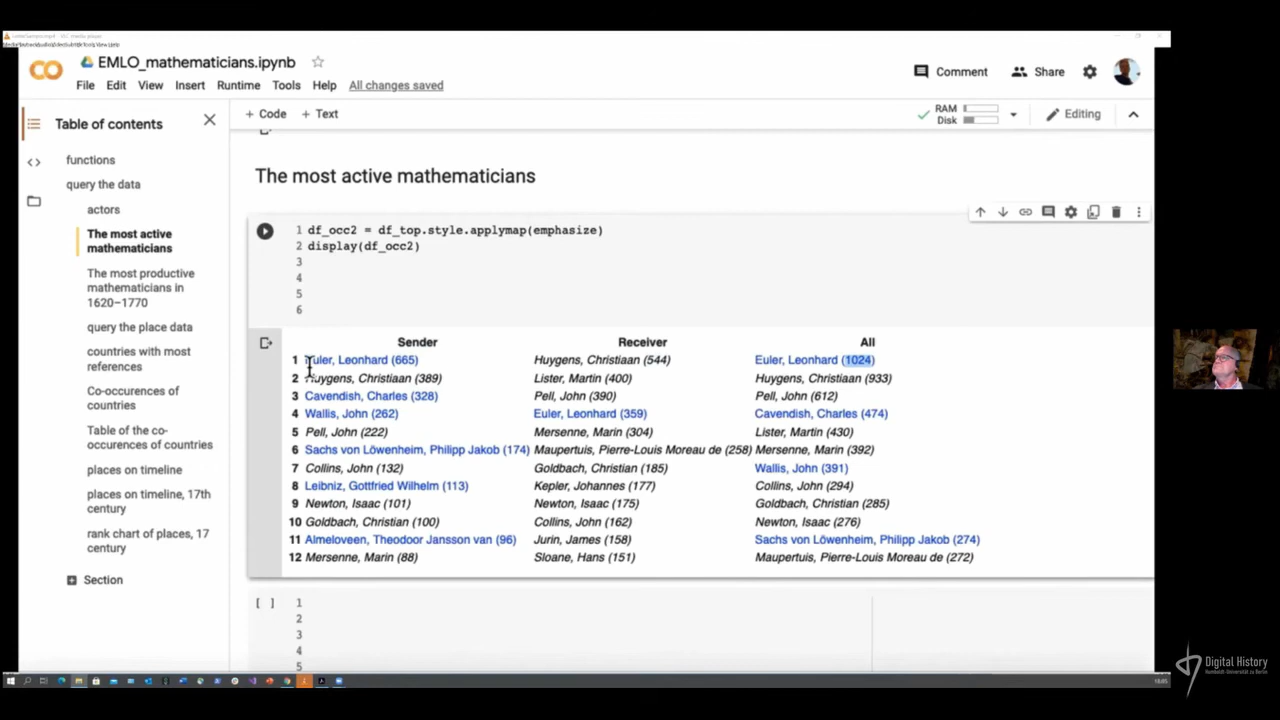 EMLO_mathematicians.ipynb
File Edit View Insert Runtime Tools Help All changes saved
Comment Share
+ Code + Text
RAM
Disk
Editing
Table of contents
functions
query the data
actors
The most active
mathematicians
The most productive
mathematicians in
1620–1770
query the place data
countries with most
references
Co-occurences of
countries
Table of the co-
occurences of countries
places on timeline
places on timeline, 17th
century
rank chart of places, 17
century
Section
The most active mathematicians
1 df_occ2 = df_top.style.applymap(emphasize)
2 display(df_occ2)
3
4
5
6
Sender Receiver All
1 Euler, Leonhard (665) Huygens, Christiaan (544) Euler, Leonhard (1024)
2 Huygens, Christiaan (389) Lister, Martin (400) Huygens, Christiaan (933)
3 Cavendish, Charles (328) Pell, John (390) Pell, John (612)
4 Wallis, John (262) Euler, Leonhard (359) Cavendish, Charles (474)
5 Pell, John (222) Mersenne, Marin (304) Lister, Martin (430)
6 Sachs von Löwenheim, Philipp Jakob (174) Maupertuis, Pierre-Louis Moreau de (258) Mersenne, Marin (392)
7 Collins, John (132) Goldbach, Christian (185) Wallis, John (391)
8 Leibniz, Gottfried Wilhelm (113) Kepler, Johannes (177) Collins, John (294)
9 Newton, Isaac (101) Newton, Isaac (175) Goldbach, Christian (285)
10 Goldbach, Christian (100) Collins, John (162) Newton, Isaac (276)
11 Almeloveen, Theodoor Jansson van (96) Jurin, James (158) Sachs von Löwenheim, Philipp Jakob (274)
12 Mersenne, Marin (88) Sloane, Hans (151) Maupertuis, Pierre-Louis Moreau de (272)
[ ] 1
2
3
4
5
Digital History
Humboldt-Universität zu Berlin